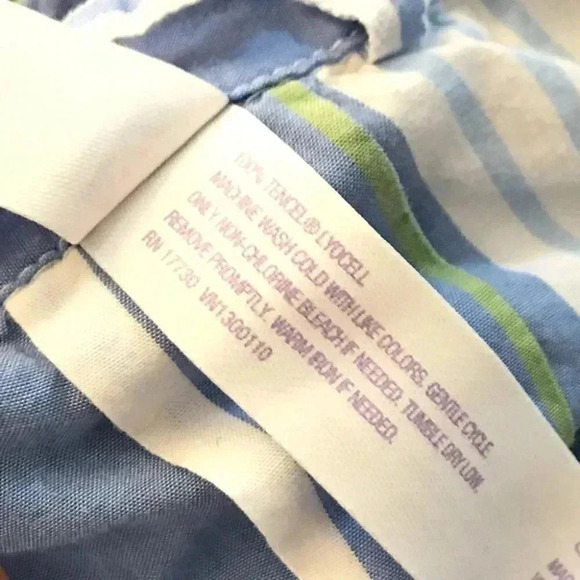 100% TENCEL® LYOCELL
MACHINE WASH COLD WITH LIKE COLORS. GENTLE CYCLE.
ONLY NON-CHLORINE BLEACH IF NEEDED. TUMBLE DRY LOW.
REMOVE PROMPTLY. WARM IRON IF NEEDED.
RN 17730 VW1300110